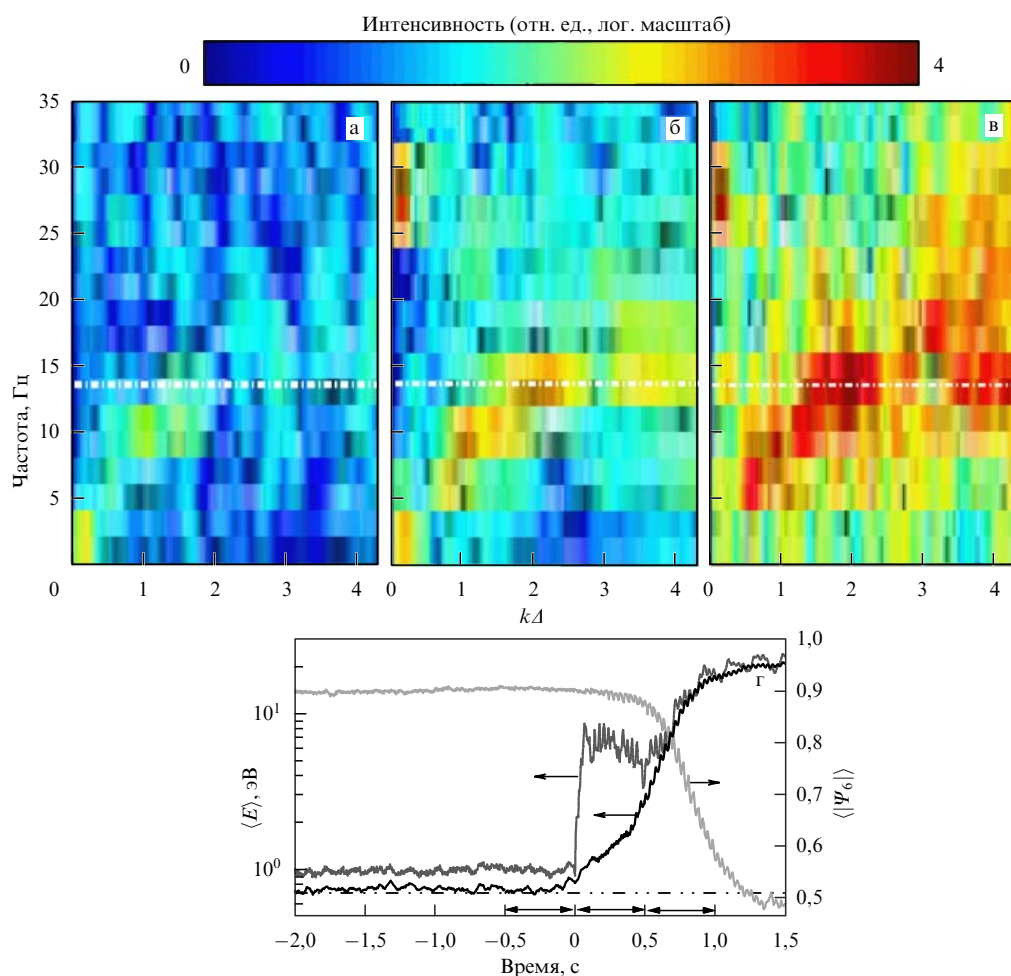 Интенсивность (отн. ед., лог. масштаб)
0 4
35 а б в
30
25
20
15
10
5
Частота, Гц
0 1 2 3 4 0 1 2 3 4 0 1 2 3 4
kΔ
1,0
г
0,9
10¹
0,8
⟨E⟩, эВ
0,7
⟨|Ψ₆|⟩
0,6
10⁰
0,5
−2,0 −1,5 −1,0 −0,5 0 0,5 1,0 1,5
Время, с